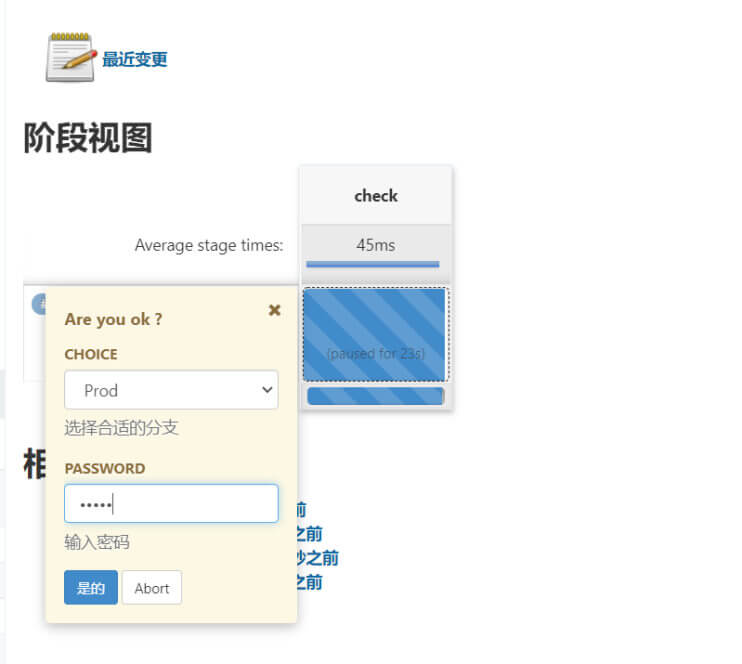 最近变更
阶段视图
check
Average stage times:
45ms
Are you ok ?
CHOICE
Prod
选择合适的分支
(paused for 23s)
PASSWORD
•••••
输入密码
是的
Abort
前
之前
秒之前
之前